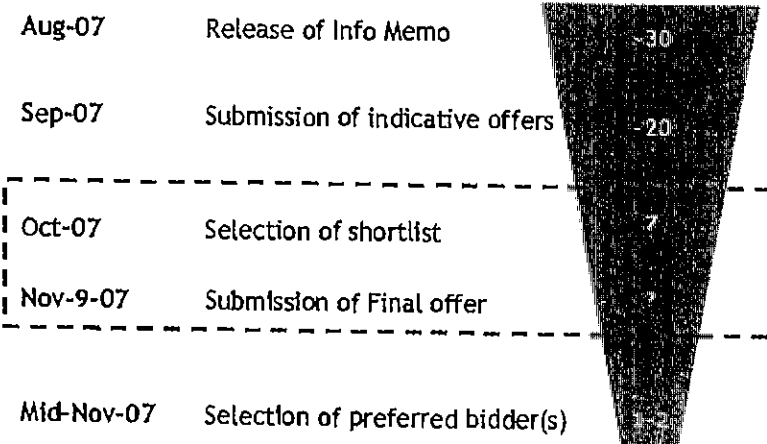 Aug-07 Release of Info Memo ~30
Sep-07 Submission of indicative offers ~20
Oct-07 Selection of shortlist 7
Nov-9-07 Submission of Final offer
Mid-Nov-07 Selection of preferred bidder(s)